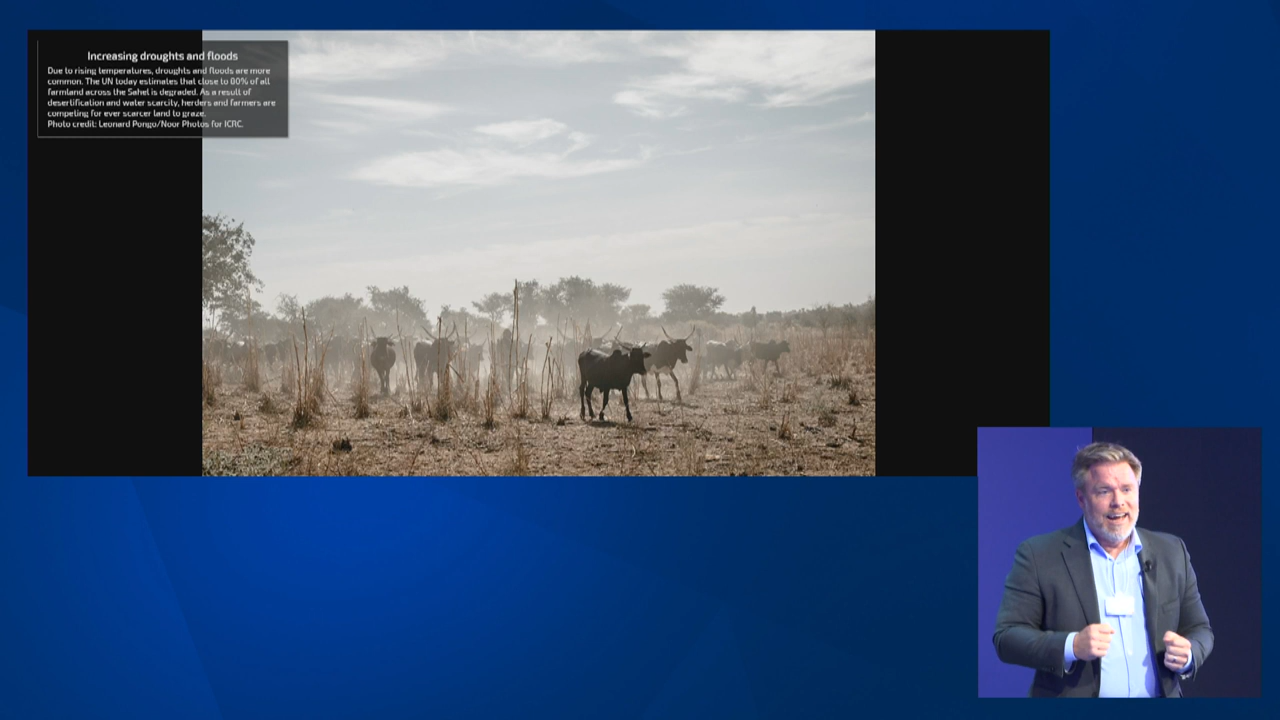 Increasing droughts and floods
Due to rising temperatures, droughts and floods are more
common. The UN today estimates that close to 80% of all
farmland across the Sahel is degraded. As a result of
desertification and water scarcity, herders and farmers are
competing for ever scarcer land to graze.
Photo credit: Leonard Pongo/Noor Photos for ICRC.